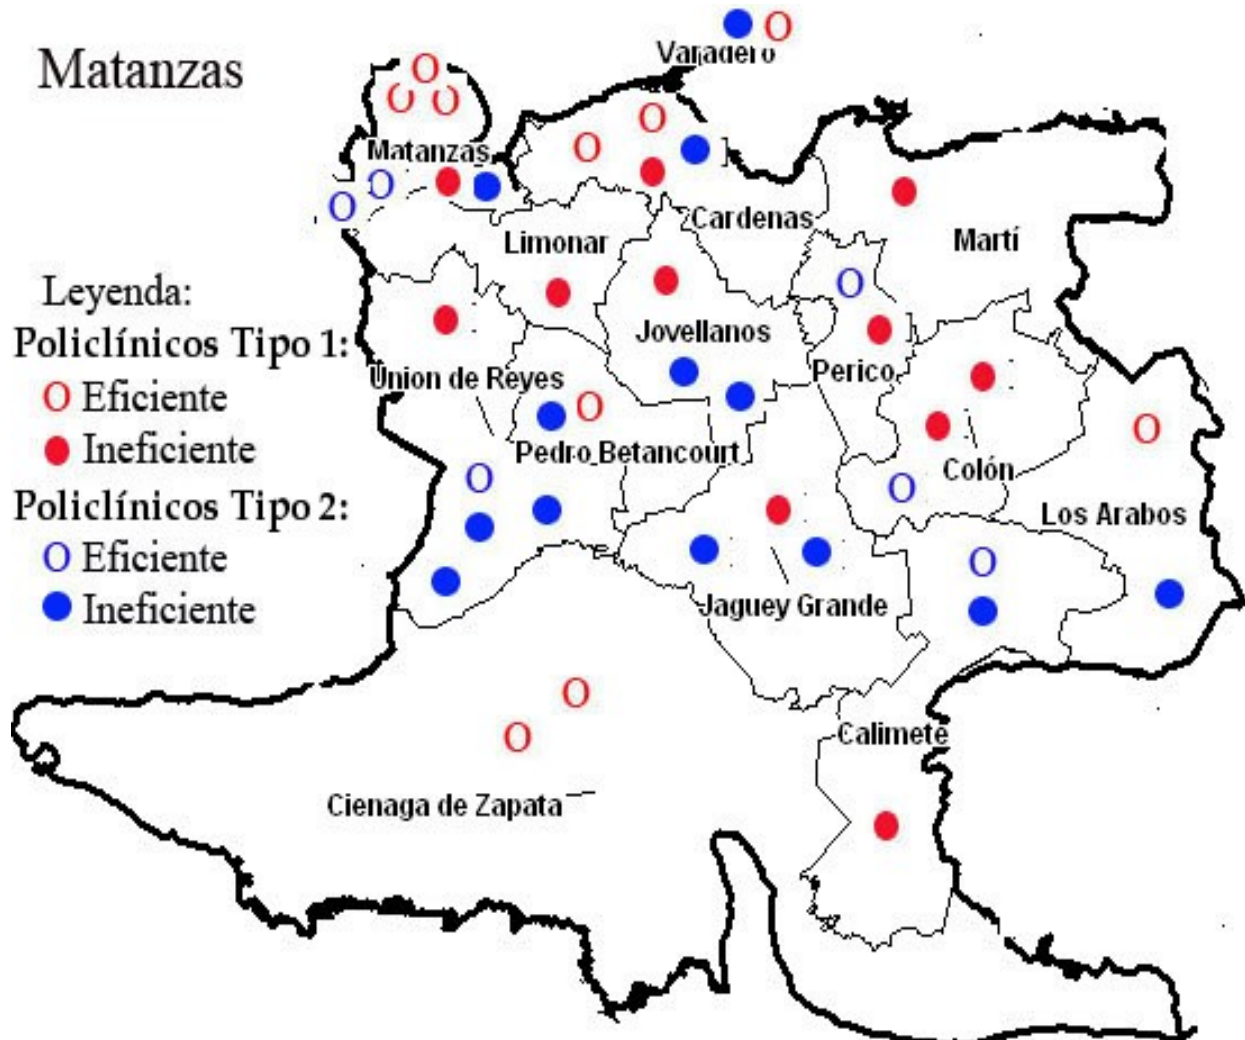 Matanzas
Varadero
Matanzas
Cardenas
Limonar
Martí
Leyenda:
Policlínicos Tipo 1:
O Eficiente
Ineficiente
Policlínicos Tipo 2:
O Eficiente
Ineficiente
Jovellanos
Perico
Union de Reyes
Pedro Betancourt
Colón
Los Arabos
Jaguey Grande
Calimete
Cienaga de Zapata